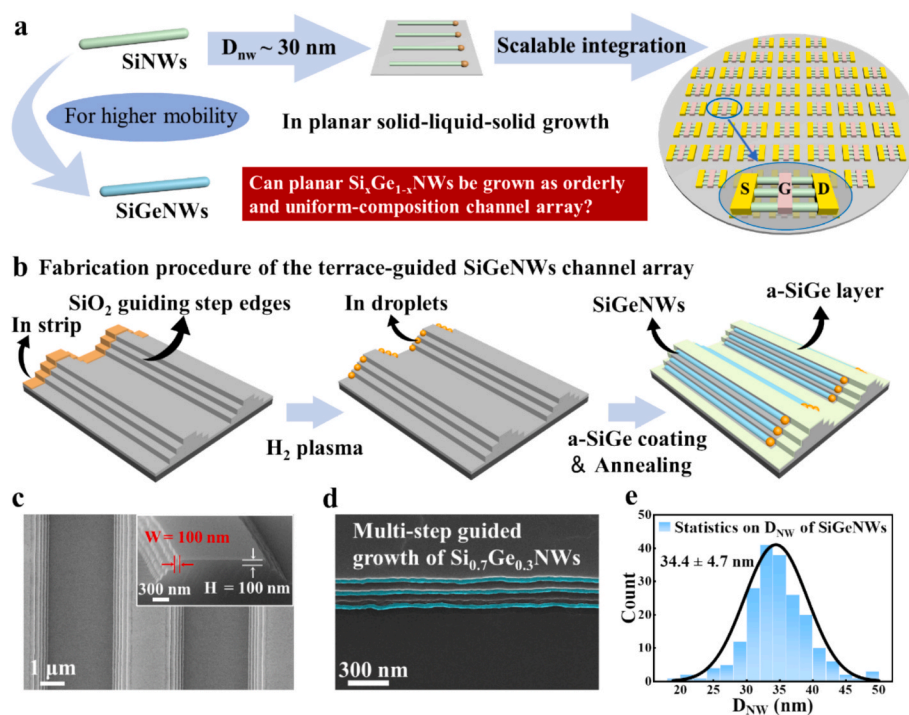 a
SiNWs
D_nw ~ 30 nm
Scalable integration
For higher mobility
In planar solid-liquid-solid growth
SiGeNWs
Can planar Si_xGe_1-xNWs be grown as orderly
and uniform-composition channel array?
S
G
D
b Fabrication procedure of the terrace-guided SiGeNWs channel array
In strip
SiO₂ guiding step edges
H₂ plasma
In droplets
a-SiGe coating
& Annealing
SiGeNWs
a-SiGe layer
c
W = 100 nm
300 nm
H = 100 nm
1 µm
d
Multi-step guided
growth of Si₀.₇Ge₀.₃NWs
300 nm
e
Statistics on D_NW of SiGeNWs
34.4 ± 4.7 nm
Count
50
40
30
20
10
0
20 25 30 35 40 45 50
D_NW (nm)